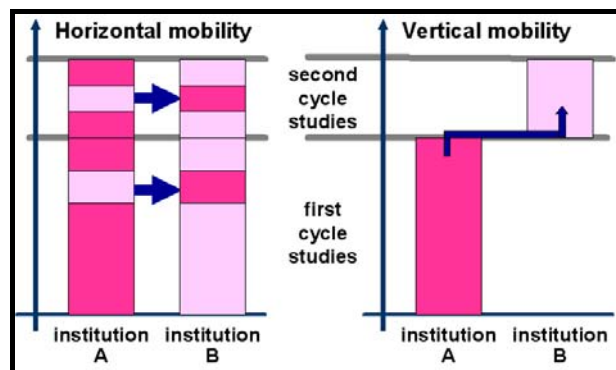 Horizontal mobility
Vertical mobility
second
cycle
studies
first
cycle
studies
institution
A
institution
B
institution
A
institution
B